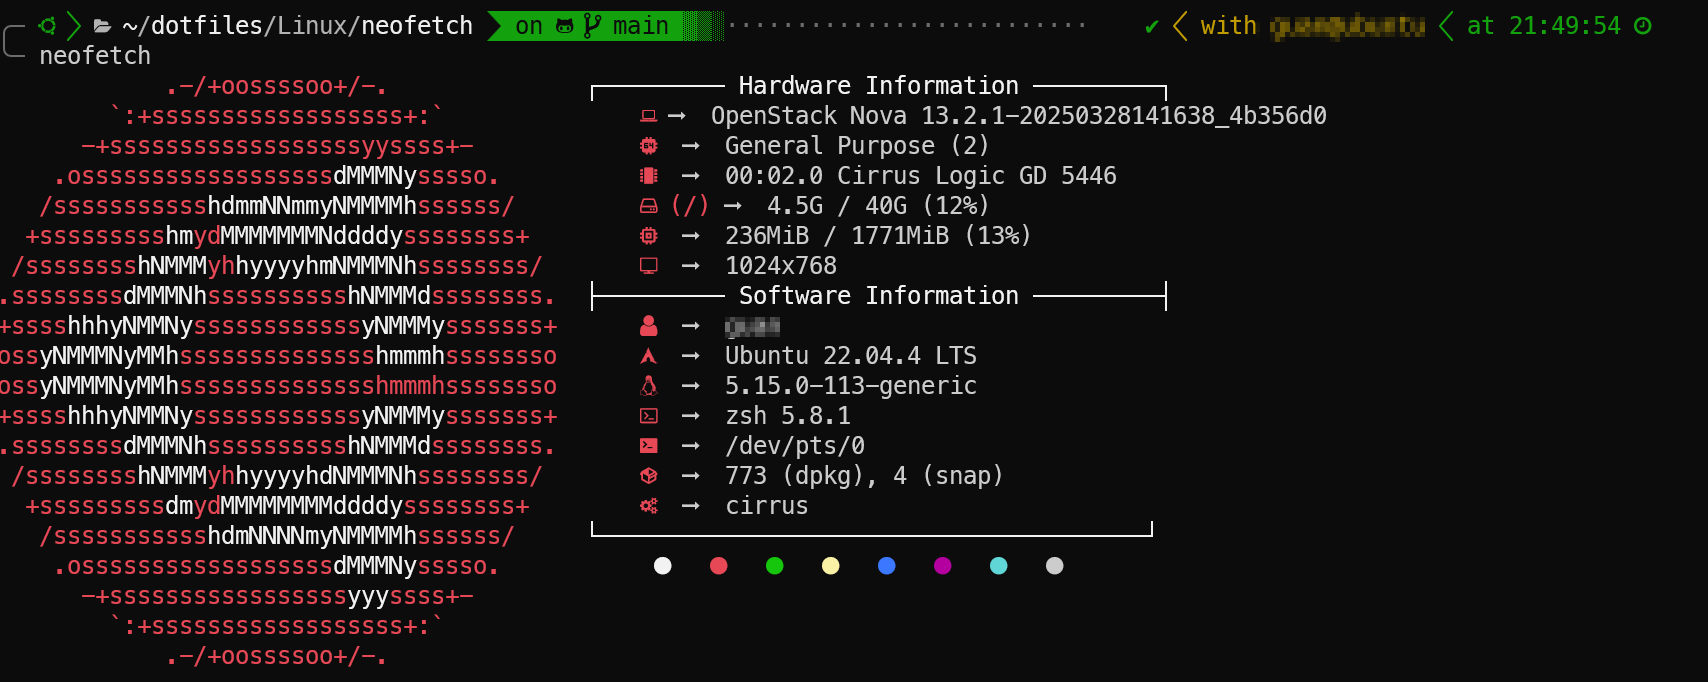 ~/dotfiles/Linux/neofetch on main ✔ with at 21:49:54
neofetch
.-/+oossssoo+/-. Hardware Information
`:+ssssssssssssssssss+:` → OpenStack Nova 13.2.1-20250328141638_4b356d0
-+ssssssssssssssssssyyssss+- → General Purpose (2)
.ossssssssssssssssssdMMMNysssso. → 00:02.0 Cirrus Logic GD 5446
/ssssssssssshdmmNNmmyNMMMMhssssss/ (/) → 4.5G / 40G (12%)
+ssssssssshmydMMMMMMMNddddyssssssss+ → 236MiB / 1771MiB (13%)
/sssssssshNMMMyhhyyyyhmNMMMNhssssssss/ → 1024x768
.ssssssssdMMMNhsssssssssshNMMMdssssssss. Software Information
+sssshhhyNMMNyssssssssssssyNMMMysssssss+ →
ossyNMMMNyMMhsssssssssssssshmmmhssssssso → Ubuntu 22.04.4 LTS
ossyNMMMNyMMhsssssssssssssshmmmhssssssso → 5.15.0-113-generic
+sssshhhyNMMNyssssssssssssyNMMMysssssss+ → zsh 5.8.1
.ssssssssdMMMNhsssssssssshNMMMdssssssss. → /dev/pts/0
/sssssssshNMMMyhhyyyyhdNMMMNhssssssss/ → 773 (dpkg), 4 (snap)
+sssssssssdmydMMMMMMMMddddyssssssss+ → cirrus
/ssssssssssshdmNNNNmyNMMMMhssssss/
.ossssssssssssssssssdMMMNysssso.
-+sssssssssssssssssyyyssss+-
`:+ssssssssssssssssss+:`
.-/+oossssoo+/-.